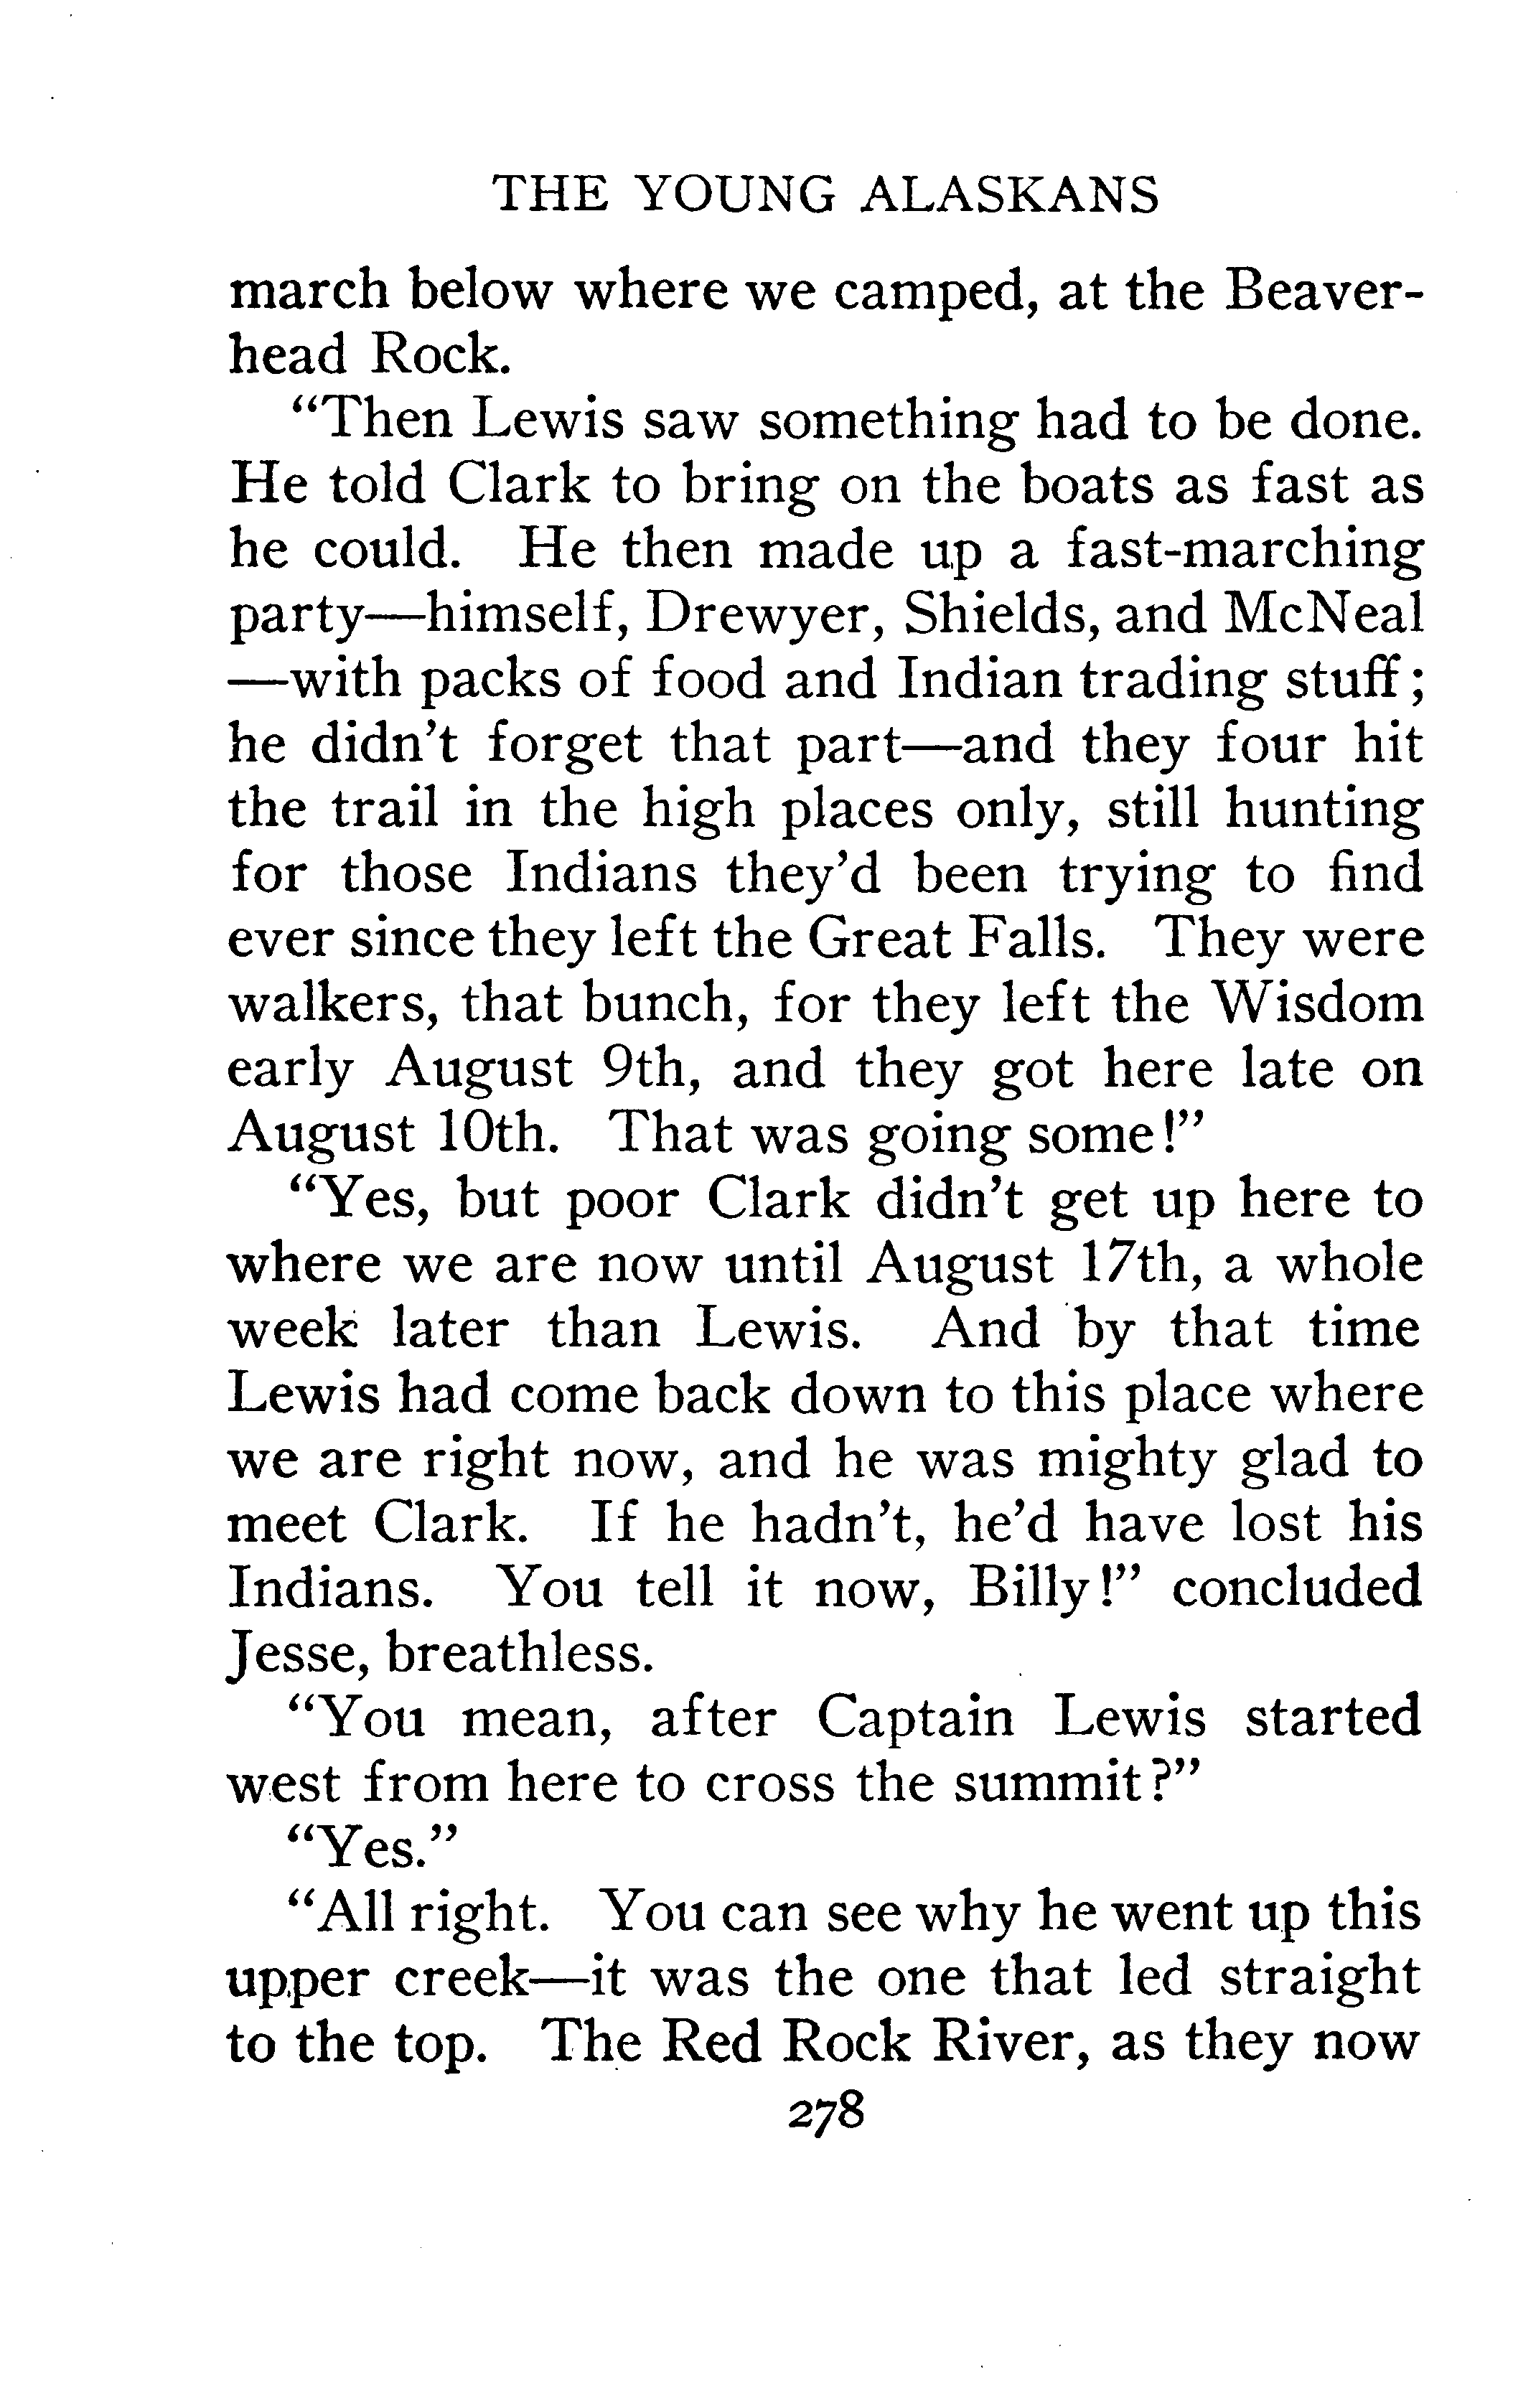 THE YOUNG ALASKANS
march below where we camped, at the Beaver-
head Rock.
“Then Lewis saw something had to be done.
He told Clark to bring on the boats as fast as
he could. He then made up a fast-marching
party—himself, Drewyer, Shields, and McNeal
—with packs of food and Indian trading stuff;
he didn’t forget that part—and they four hit
the trail in the high places only, still hunting
for those Indians they’d been trying to find
ever since they left the Great Falls. They were
walkers, that bunch, for they left the Wisdom
early August 9th, and they got here late on
August 10th. That was going some!”
“Yes, but poor Clark didn’t get up here to
where we are now until August 17th, a whole
week later than Lewis. And by that time
Lewis had come back down to this place where
we are right now, and he was mighty glad to
meet Clark. If he hadn’t, he’d have lost his
Indians. You tell it now, Billy!” concluded
Jesse, breathless.
“You mean, after Captain Lewis started
west from here to cross the summit?”
“Yes.”
“All right. You can see why he went up this
upper creek—it was the one that led straight
to the top. The Red Rock River, as they now
278